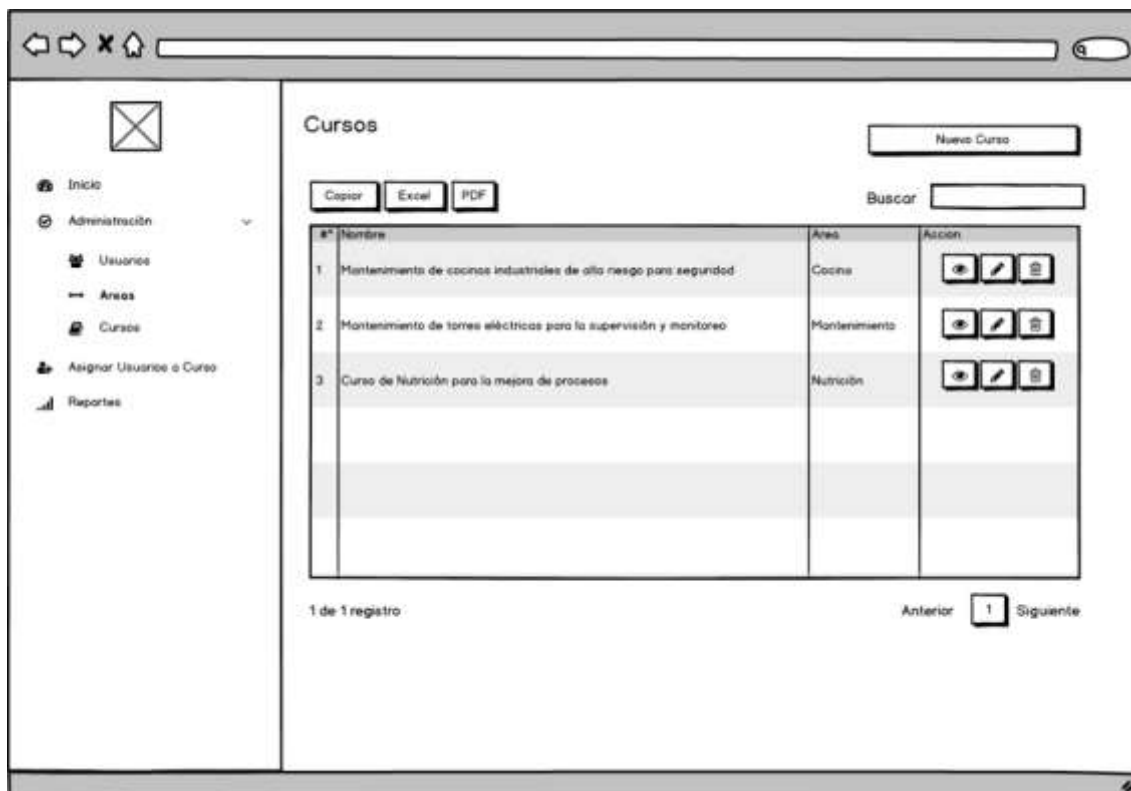 Cursos
Nuevo Curso
Inicio
Administración
Usuarios
Areas
Cursos
Asignar Usuarios a Curso
Reportes
Copiar
Excel
PDF
Buscar
#° Nombre Area Accion
1 Mantenimiento de cocinas industriales de alto riesgo para seguridad Cocina
2 Mantenimiento de torres eléctricas para la supervisión y monitoreo Mantenimiento
3 Curso de Nutrición para la mejora de procesos Nutrición
1 de 1 registro
Anterior 1 Siguiente